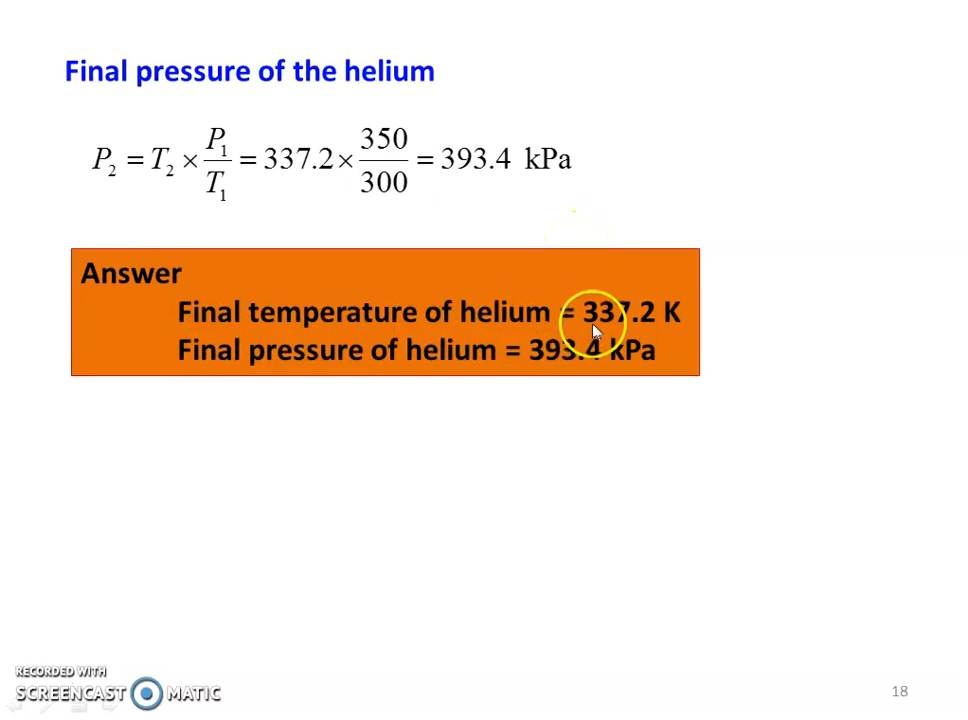 Final pressure of the helium
P₂ = T₂ × P₁/T₁ = 337.2 × 350/300 = 393.4 kPa
Answer
Final temperature of helium = 337.2 K
Final pressure of helium = 393.4 kPa
RECORDED WITH
SCREENCAST MATIC
18